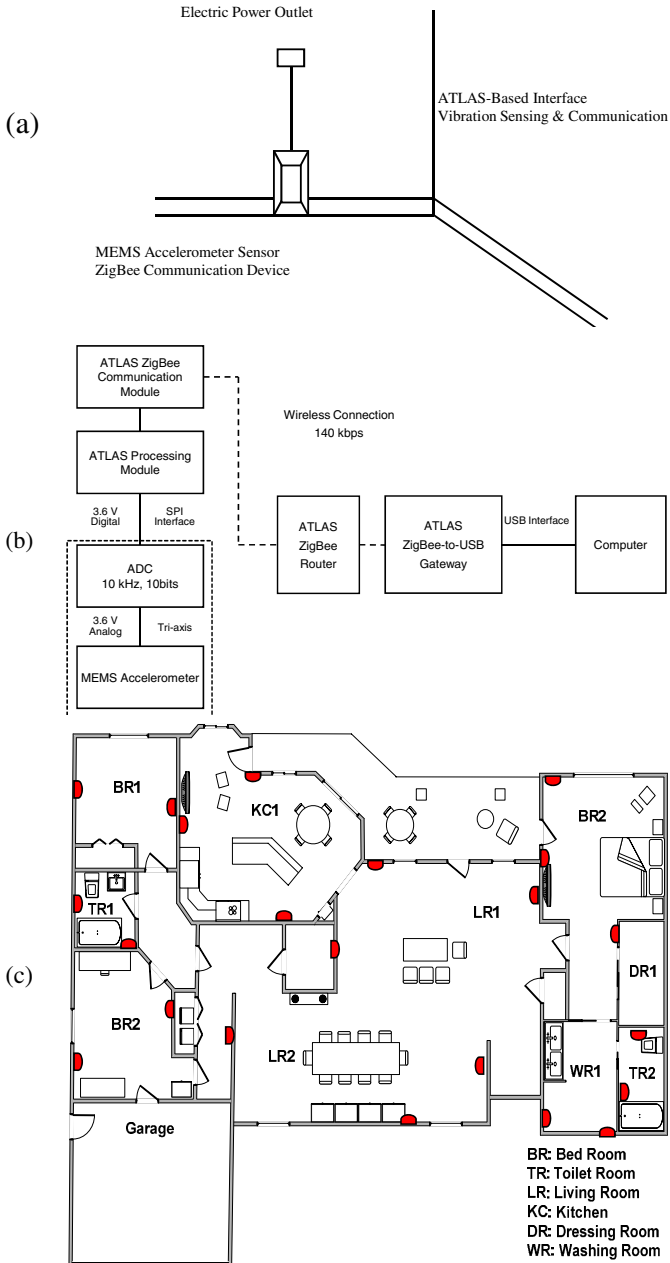 Electric Power Outlet
(a)
ATLAS-Based Interface
Vibration Sensing & Communication
MEMS Accelerometer Sensor
ZigBee Communication Device
ATLAS ZigBee
Communication
Module
Wireless Connection
140 kbps
ATLAS Processing
Module
3.6 V
Digital
SPI
Interface
ATLAS
ZigBee
Router
ATLAS
ZigBee-to-USB
Gateway
USB Interface
Computer
(b)
ADC
10 kHz, 10bits
3.6 V
Analog
Tri-axis
MEMS Accelerometer
BR1
KC1
BR2
TR1
LR1
(c)
DR1
BR2
LR2
WR1
TR2
Garage
BR: Bed Room
TR: Toilet Room
LR: Living Room
KC: Kitchen
DR: Dressing Room
WR: Washing Room